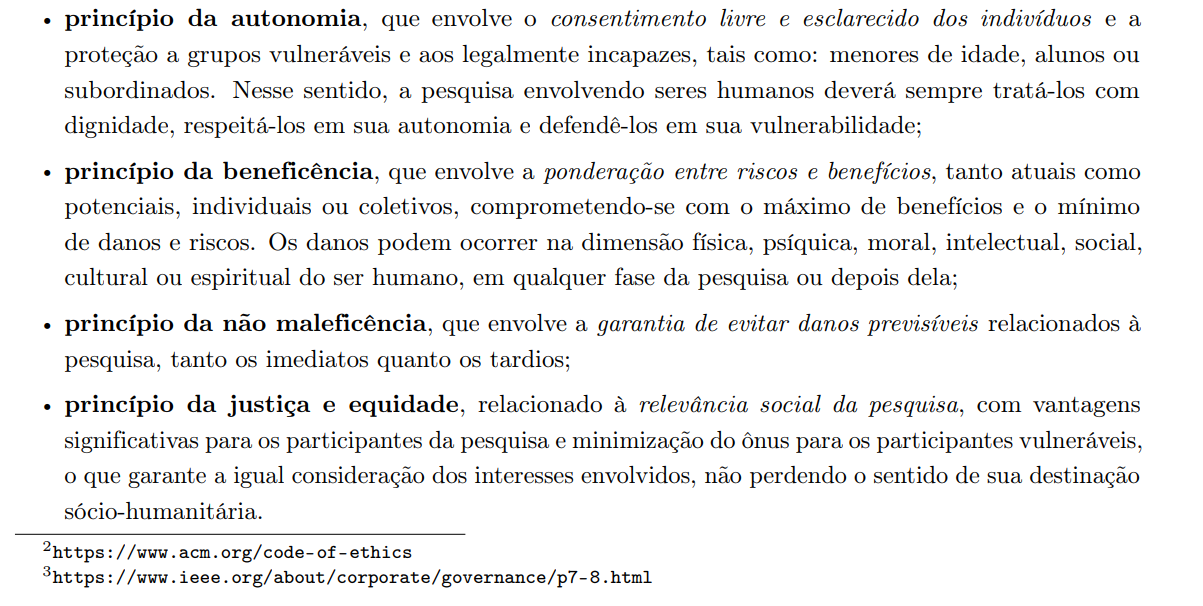 • princípio da autonomia, que envolve o consentimento livre e esclarecido dos indivíduos e a
proteção a grupos vulneráveis e aos legalmente incapazes, tais como: menores de idade, alunos ou
subordinados. Nesse sentido, a pesquisa envolvendo seres humanos deverá sempre tratá-los com
dignidade, respeitá-los em sua autonomia e defendê-los em sua vulnerabilidade;
• princípio da beneficência, que envolve a ponderação entre riscos e benefícios, tanto atuais como
potenciais, individuais ou coletivos, comprometendo-se com o máximo de benefícios e o mínimo
de danos e riscos. Os danos podem ocorrer na dimensão física, psíquica, moral, intelectual, social,
cultural ou espiritual do ser humano, em qualquer fase da pesquisa ou depois dela;
• princípio da não maleficência, que envolve a garantia de evitar danos previsíveis relacionados à
pesquisa, tanto os imediatos quanto os tardios;
• princípio da justiça e equidade, relacionado à relevância social da pesquisa, com vantagens
significativas para os participantes da pesquisa e minimização do ônus para os participantes vulneráveis,
o que garante a igual consideração dos interesses envolvidos, não perdendo o sentido de sua destinação
sócio-humanitária.
2https://www.acm.org/code-of-ethics
3https://www.ieee.org/about/corporate/governance/p7-8.html